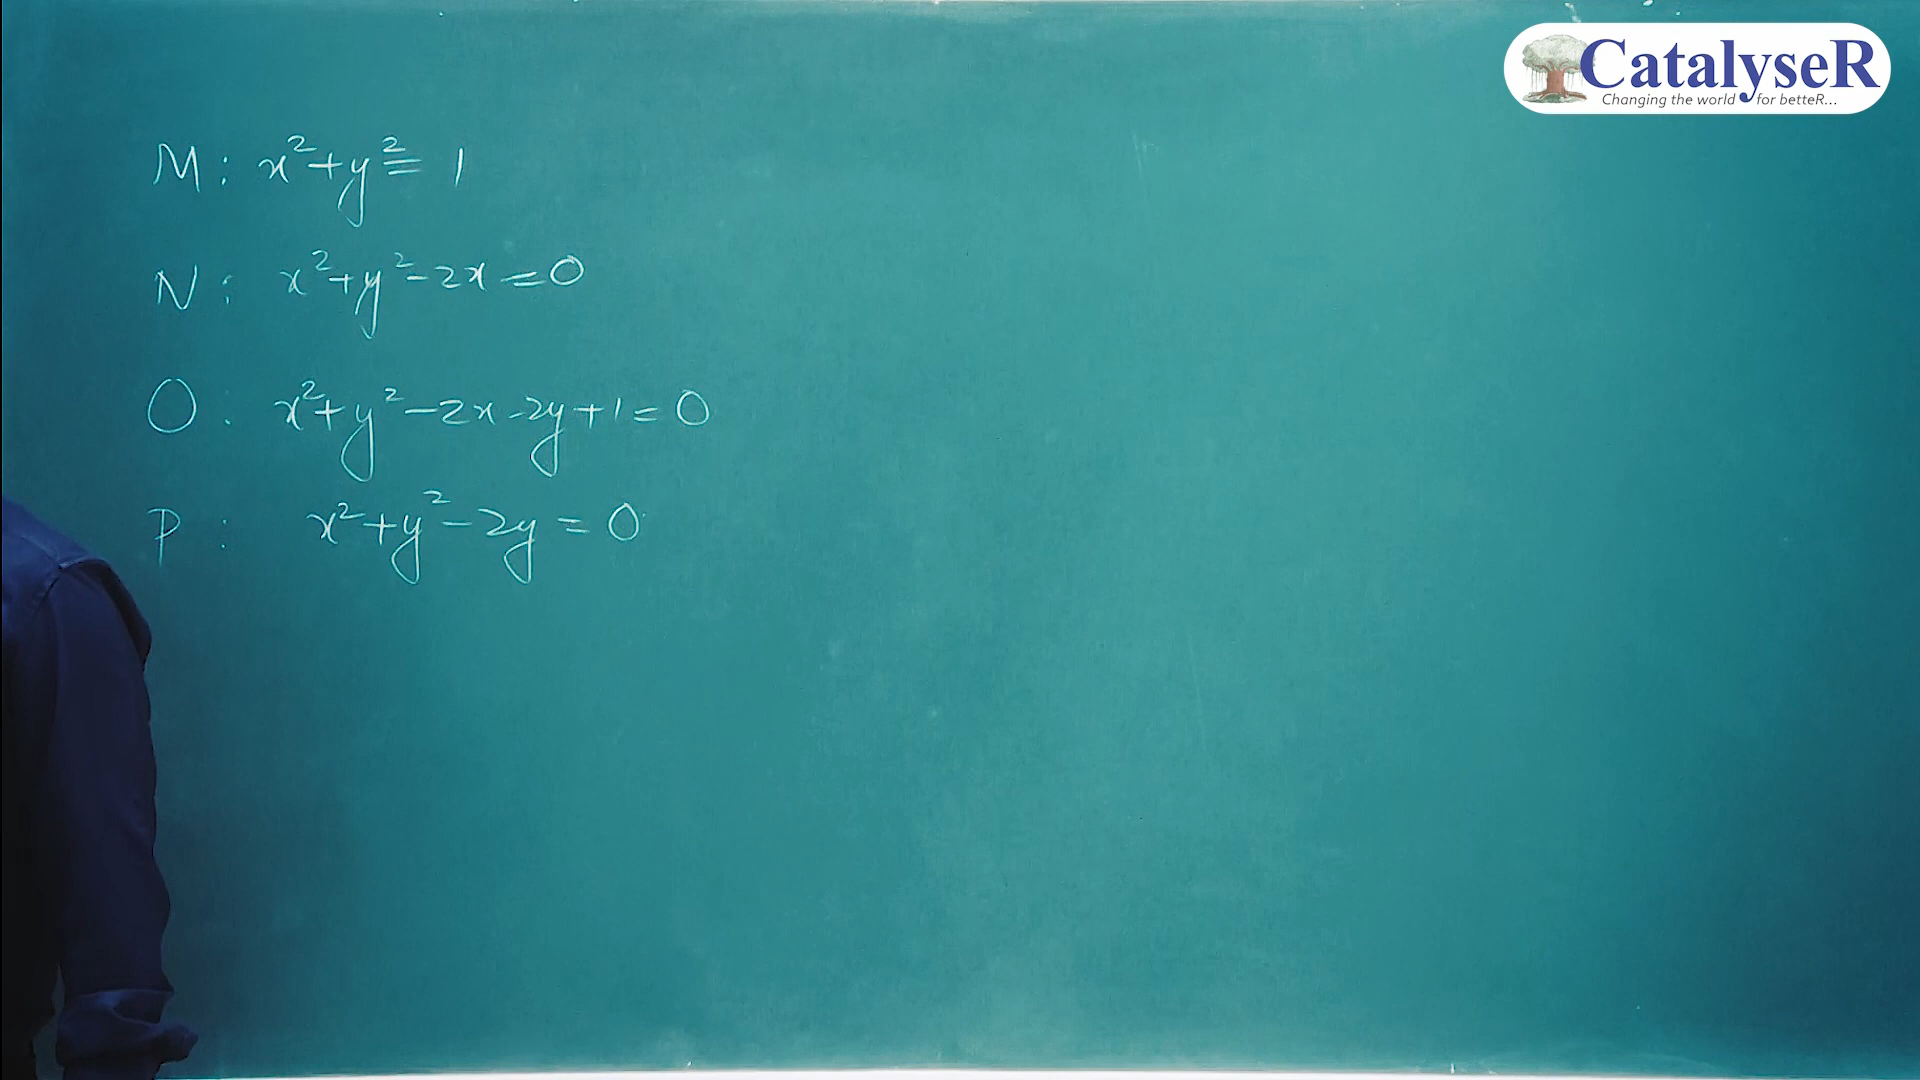 CatalyseR
Changing the world for betteR...
M: x²+y²=1
N: x²+y²-2x=0
O: x²+y²-2x-2y+1=0
P: x²+y²-2y=0